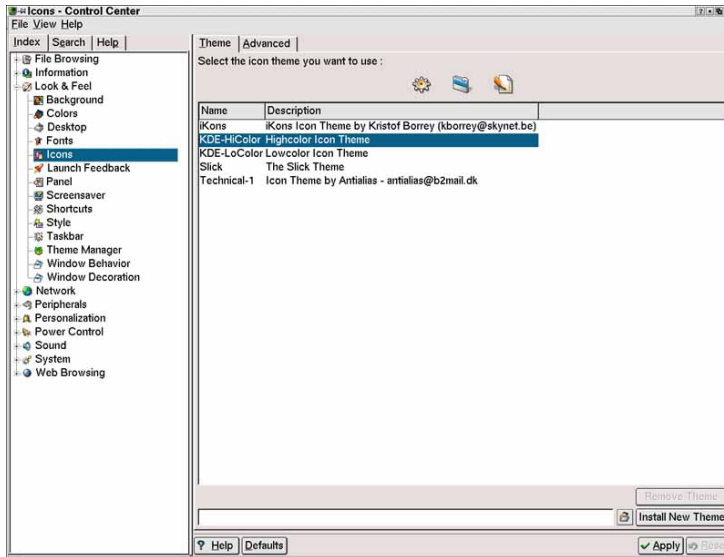 Icons - Control Center
File View Help
Index Search Help
File Browsing
Information
Look & Feel
Background
Colors
Desktop
Fonts
Icons
Launch Feedback
Panel
Screensaver
Shortcuts
Style
Taskbar
Theme Manager
Window Behavior
Window Decoration
Network
Peripherals
Personalization
Power Control
Sound
System
Web Browsing
Theme Advanced
Select the icon theme you want to use :
Name Description
iKons iKons Icon Theme by Kristof Borrey (kborrey@skynet.be)
KDE-HiColor Highcolor Icon Theme
KDE-LoColor Lowcolor Icon Theme
Slick The Slick Theme
Technical-1 Icon Theme by Antialias - antialias@b2mail.dk
Remove Theme
Install New Theme
? Help Defaults
Apply